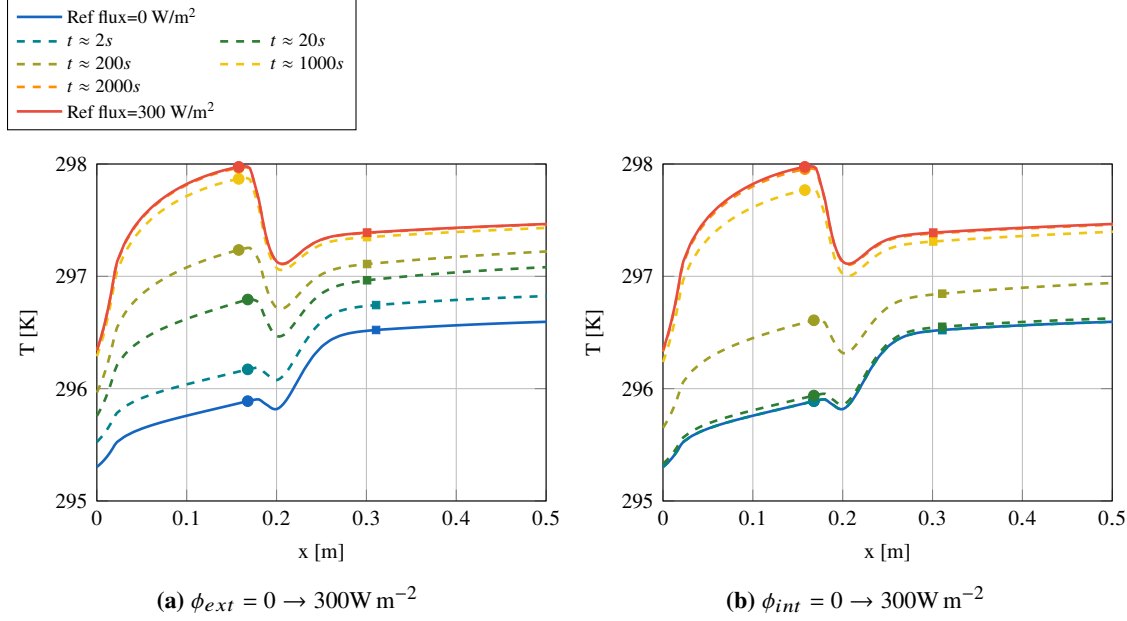 Ref flux=0 W/m²
t ≈ 2s t ≈ 20s
t ≈ 200s t ≈ 1000s
t ≈ 2000s
Ref flux=300 W/m²
298
297
296
295
T [K]
0 0.1 0.2 0.3 0.4 0.5
x [m]
(a) ϕext = 0 → 300W m⁻²
298
297
296
295
T [K]
0 0.1 0.2 0.3 0.4 0.5
x [m]
(b) ϕint = 0 → 300W m⁻²